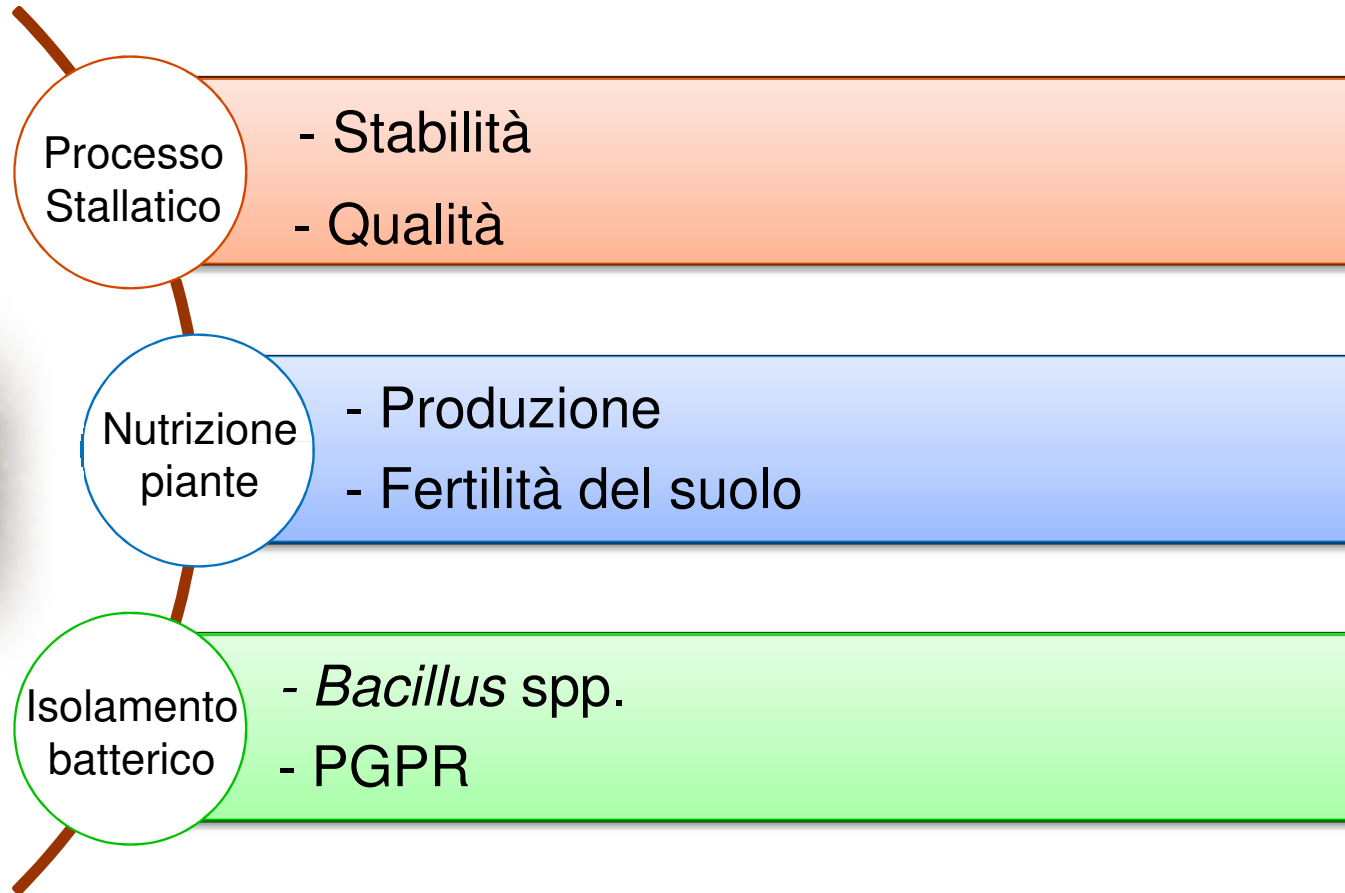 Processo
Stallatico
- Stabilità
- Qualità
Nutrizione
piante
- Produzione
- Fertilità del suolo
Isolamento
batterico
- Bacillus spp.
- PGPR